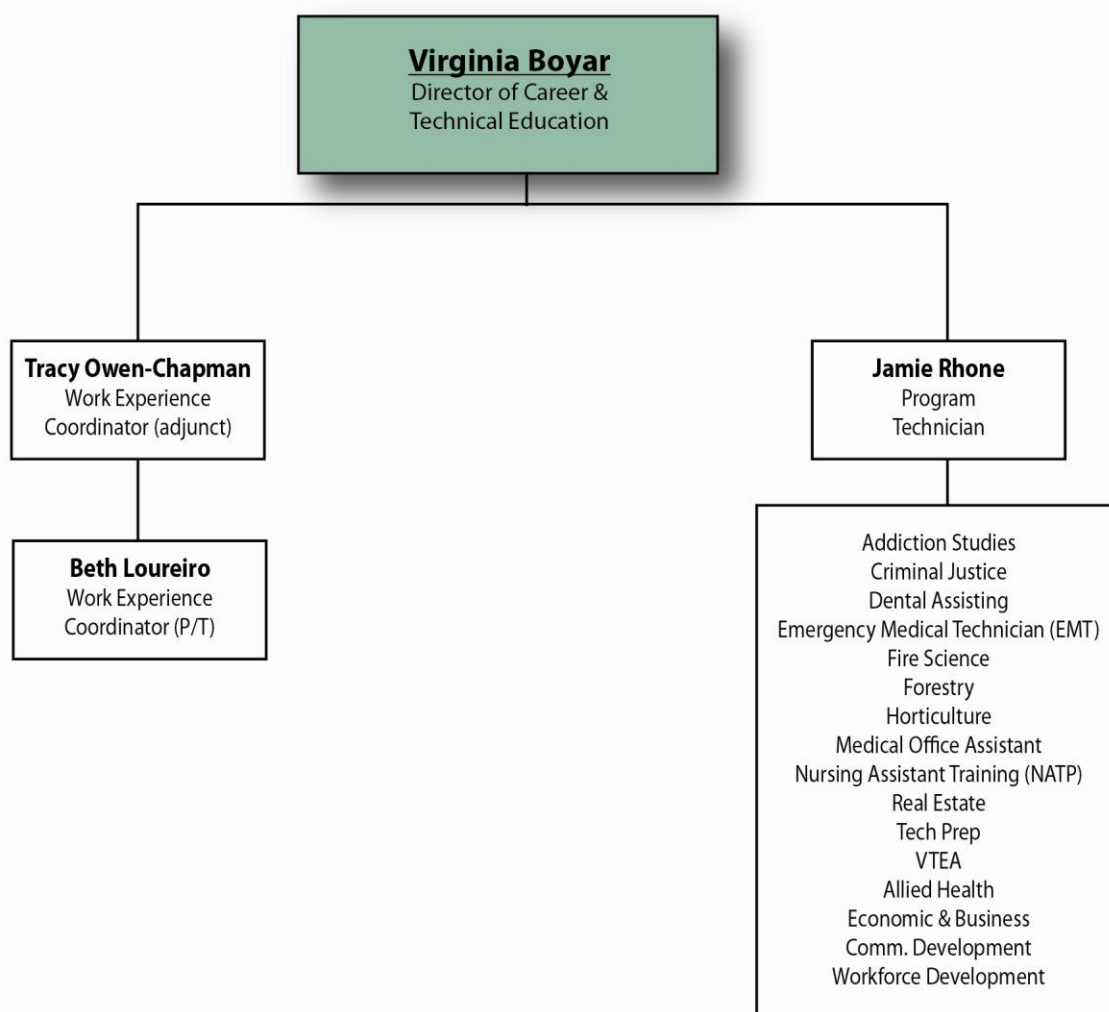 Virginia Boyar
Director of Career &
Technical Education
Tracy Owen-Chapman
Work Experience
Coordinator (adjunct)
Beth Loureiro
Work Experience
Coordinator (P/T)
Jamie Rhone
Program
Technician
Addiction Studies
Criminal Justice
Dental Assisting
Emergency Medical Technician (EMT)
Fire Science
Forestry
Horticulture
Medical Office Assistant
Nursing Assistant Training (NATP)
Real Estate
Tech Prep
VTEA
Allied Health
Economic & Business
Comm. Development
Workforce Development